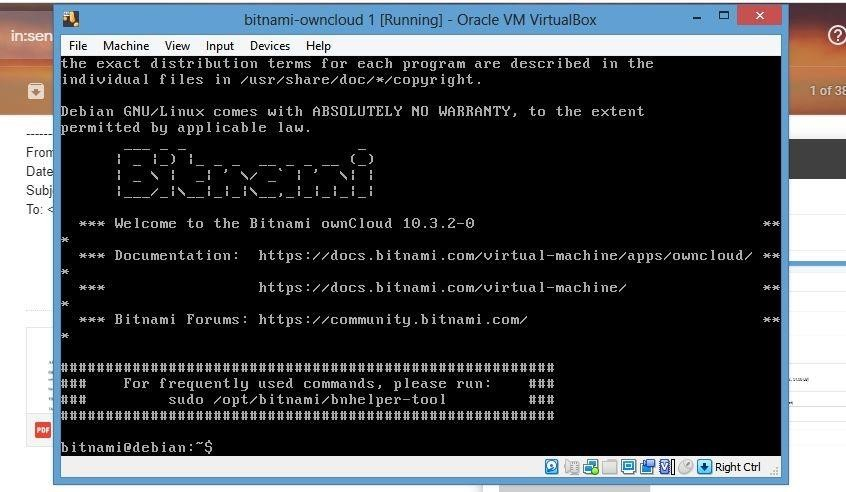 bitnami-owncloud 1 [Running] - Oracle VM VirtualBox
in:sen
File Machine View Input Devices Help
the exact distribution terms for each program are described in the
individual files in /usr/share/doc/*/copyright.
1 of 38
Debian GNU/Linux comes with ABSOLUTELY NO WARRANTY, to the extent
permitted by applicable law.
From
Date
Subj
To: <
Bitnami
*** Welcome to the Bitnami ownCloud 10.3.2-0 **
*
*** Documentation: https://docs.bitnami.com/virtual-machine/apps/owncloud/ **
*
*** https://docs.bitnami.com/virtual-machine/ **
*
*** Bitnami Forums: https://community.bitnami.com/ **
*
#######################################################
### For frequently used commands, please run: ###
### sudo /opt/bitnami/bnhelper-tool ###
#######################################################
PDF
bitnami@debian:~$
Right Ctrl